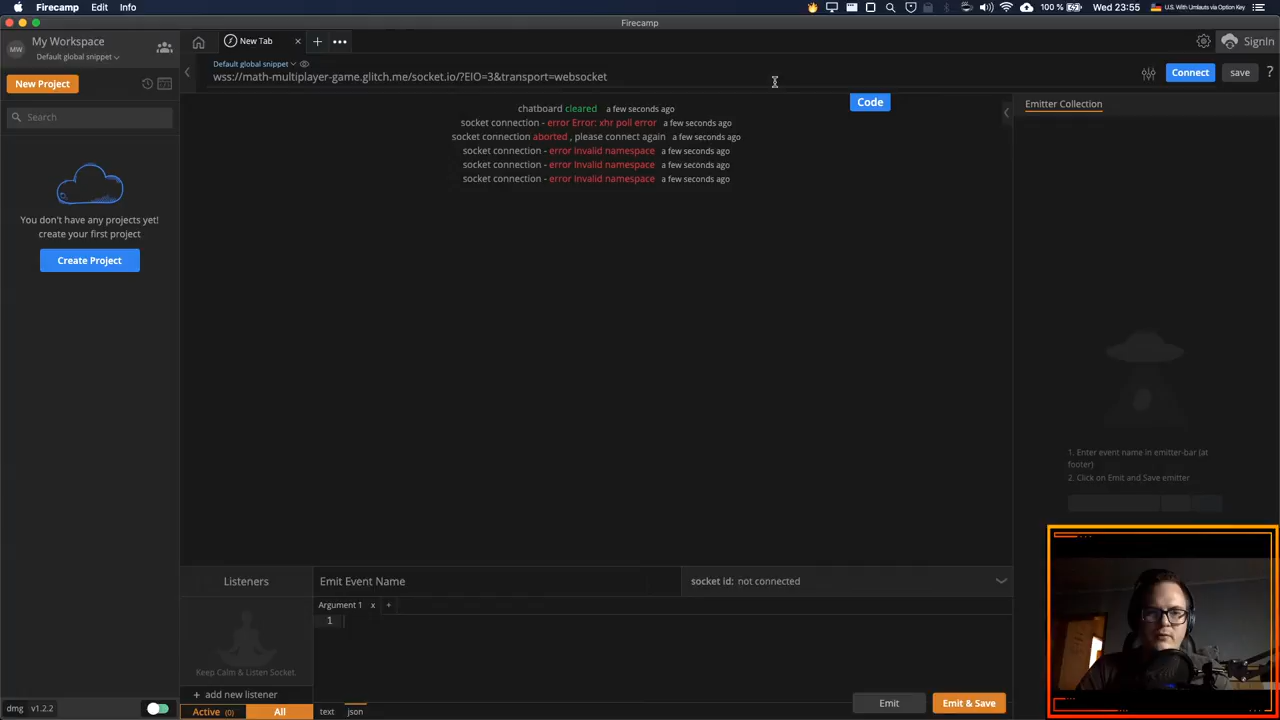 Firecamp Edit Info
100 % Wed 23:55 U.S. With Umlauts via Option Key
Firecamp
MW My Workspace
Default global snippet
New Tab x + •••
SignIn
New Project
Default global snippet
wss://math-multiplayer-game.glitch.me/socket.io/?EIO=3&transport=websocket
Connect save ?
Search
chatboard cleared a few seconds ago
Code
Emitter Collection
socket connection - error Error: xhr poll error a few seconds ago
socket connection aborted , please connect again a few seconds ago
socket connection - error Invalid namespace a few seconds ago
socket connection - error Invalid namespace a few seconds ago
socket connection - error Invalid namespace a few seconds ago
You don't have any projects yet!
create your first project
Create Project
1. Enter event name in emitter-bar (at
footer)
2. Click on Emit and Save emitter
Listeners Emit Event Name socket id: not connected
Argument 1 x +
1
Keep Calm & Listen Socket.
+ add new listener
Active (0) All text json
Emit Emit & Save
dmg v1.2.2